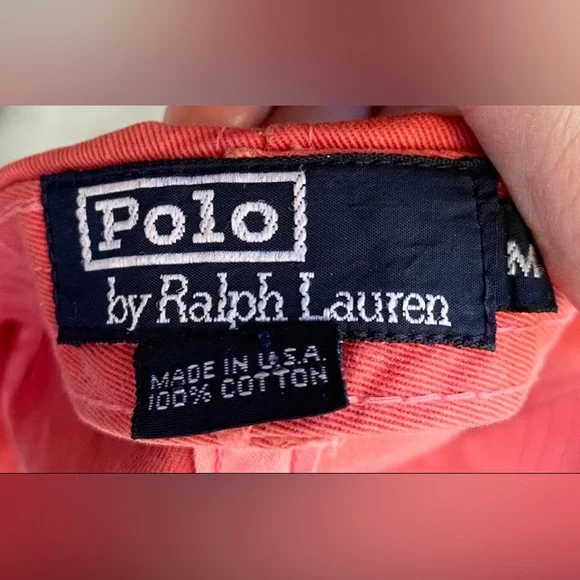 Polo
by Ralph Lauren
M
MADE IN U.S.A.
100% COTTON